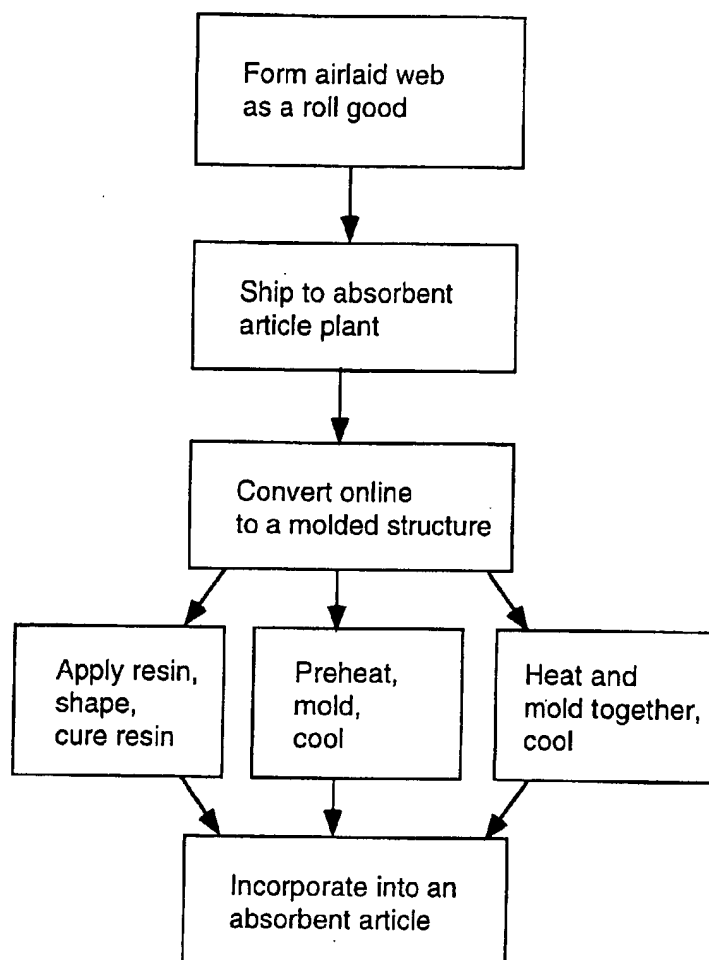 Form airlaid web
as a roll good
Ship to absorbent
article plant
Convert online
to a molded structure
Apply resin,
shape,
cure resin
Preheat,
mold,
cool
Heat and
mold together,
cool
Incorporate into an
absorbent article